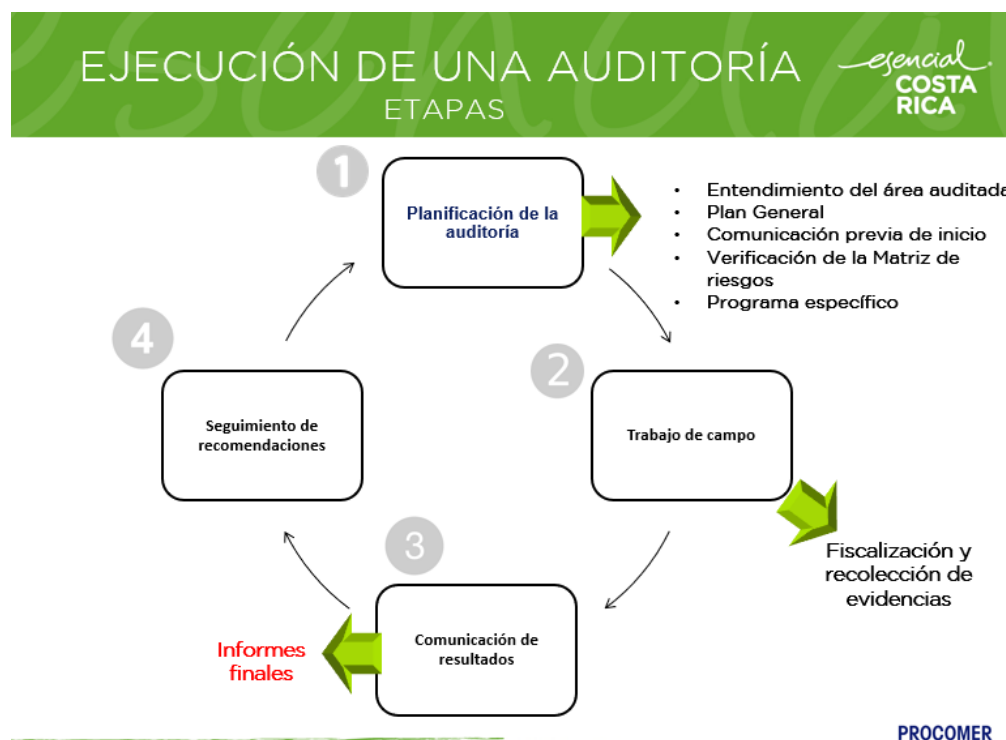 EJECUCIÓN DE UNA AUDITORÍA
ETAPAS
esencial
COSTA
RICA
1
Planificación de la
auditoría
• Entendimiento del área auditada
• Plan General
• Comunicación previa de inicio
• Verificación de la Matriz de
riesgos
• Programa específico
2
Trabajo de campo
Fiscalización y
recolección de
evidencias
3
Comunicación de
resultados
Informes
finales
4
Seguimiento de
recomendaciones
PROCOMER